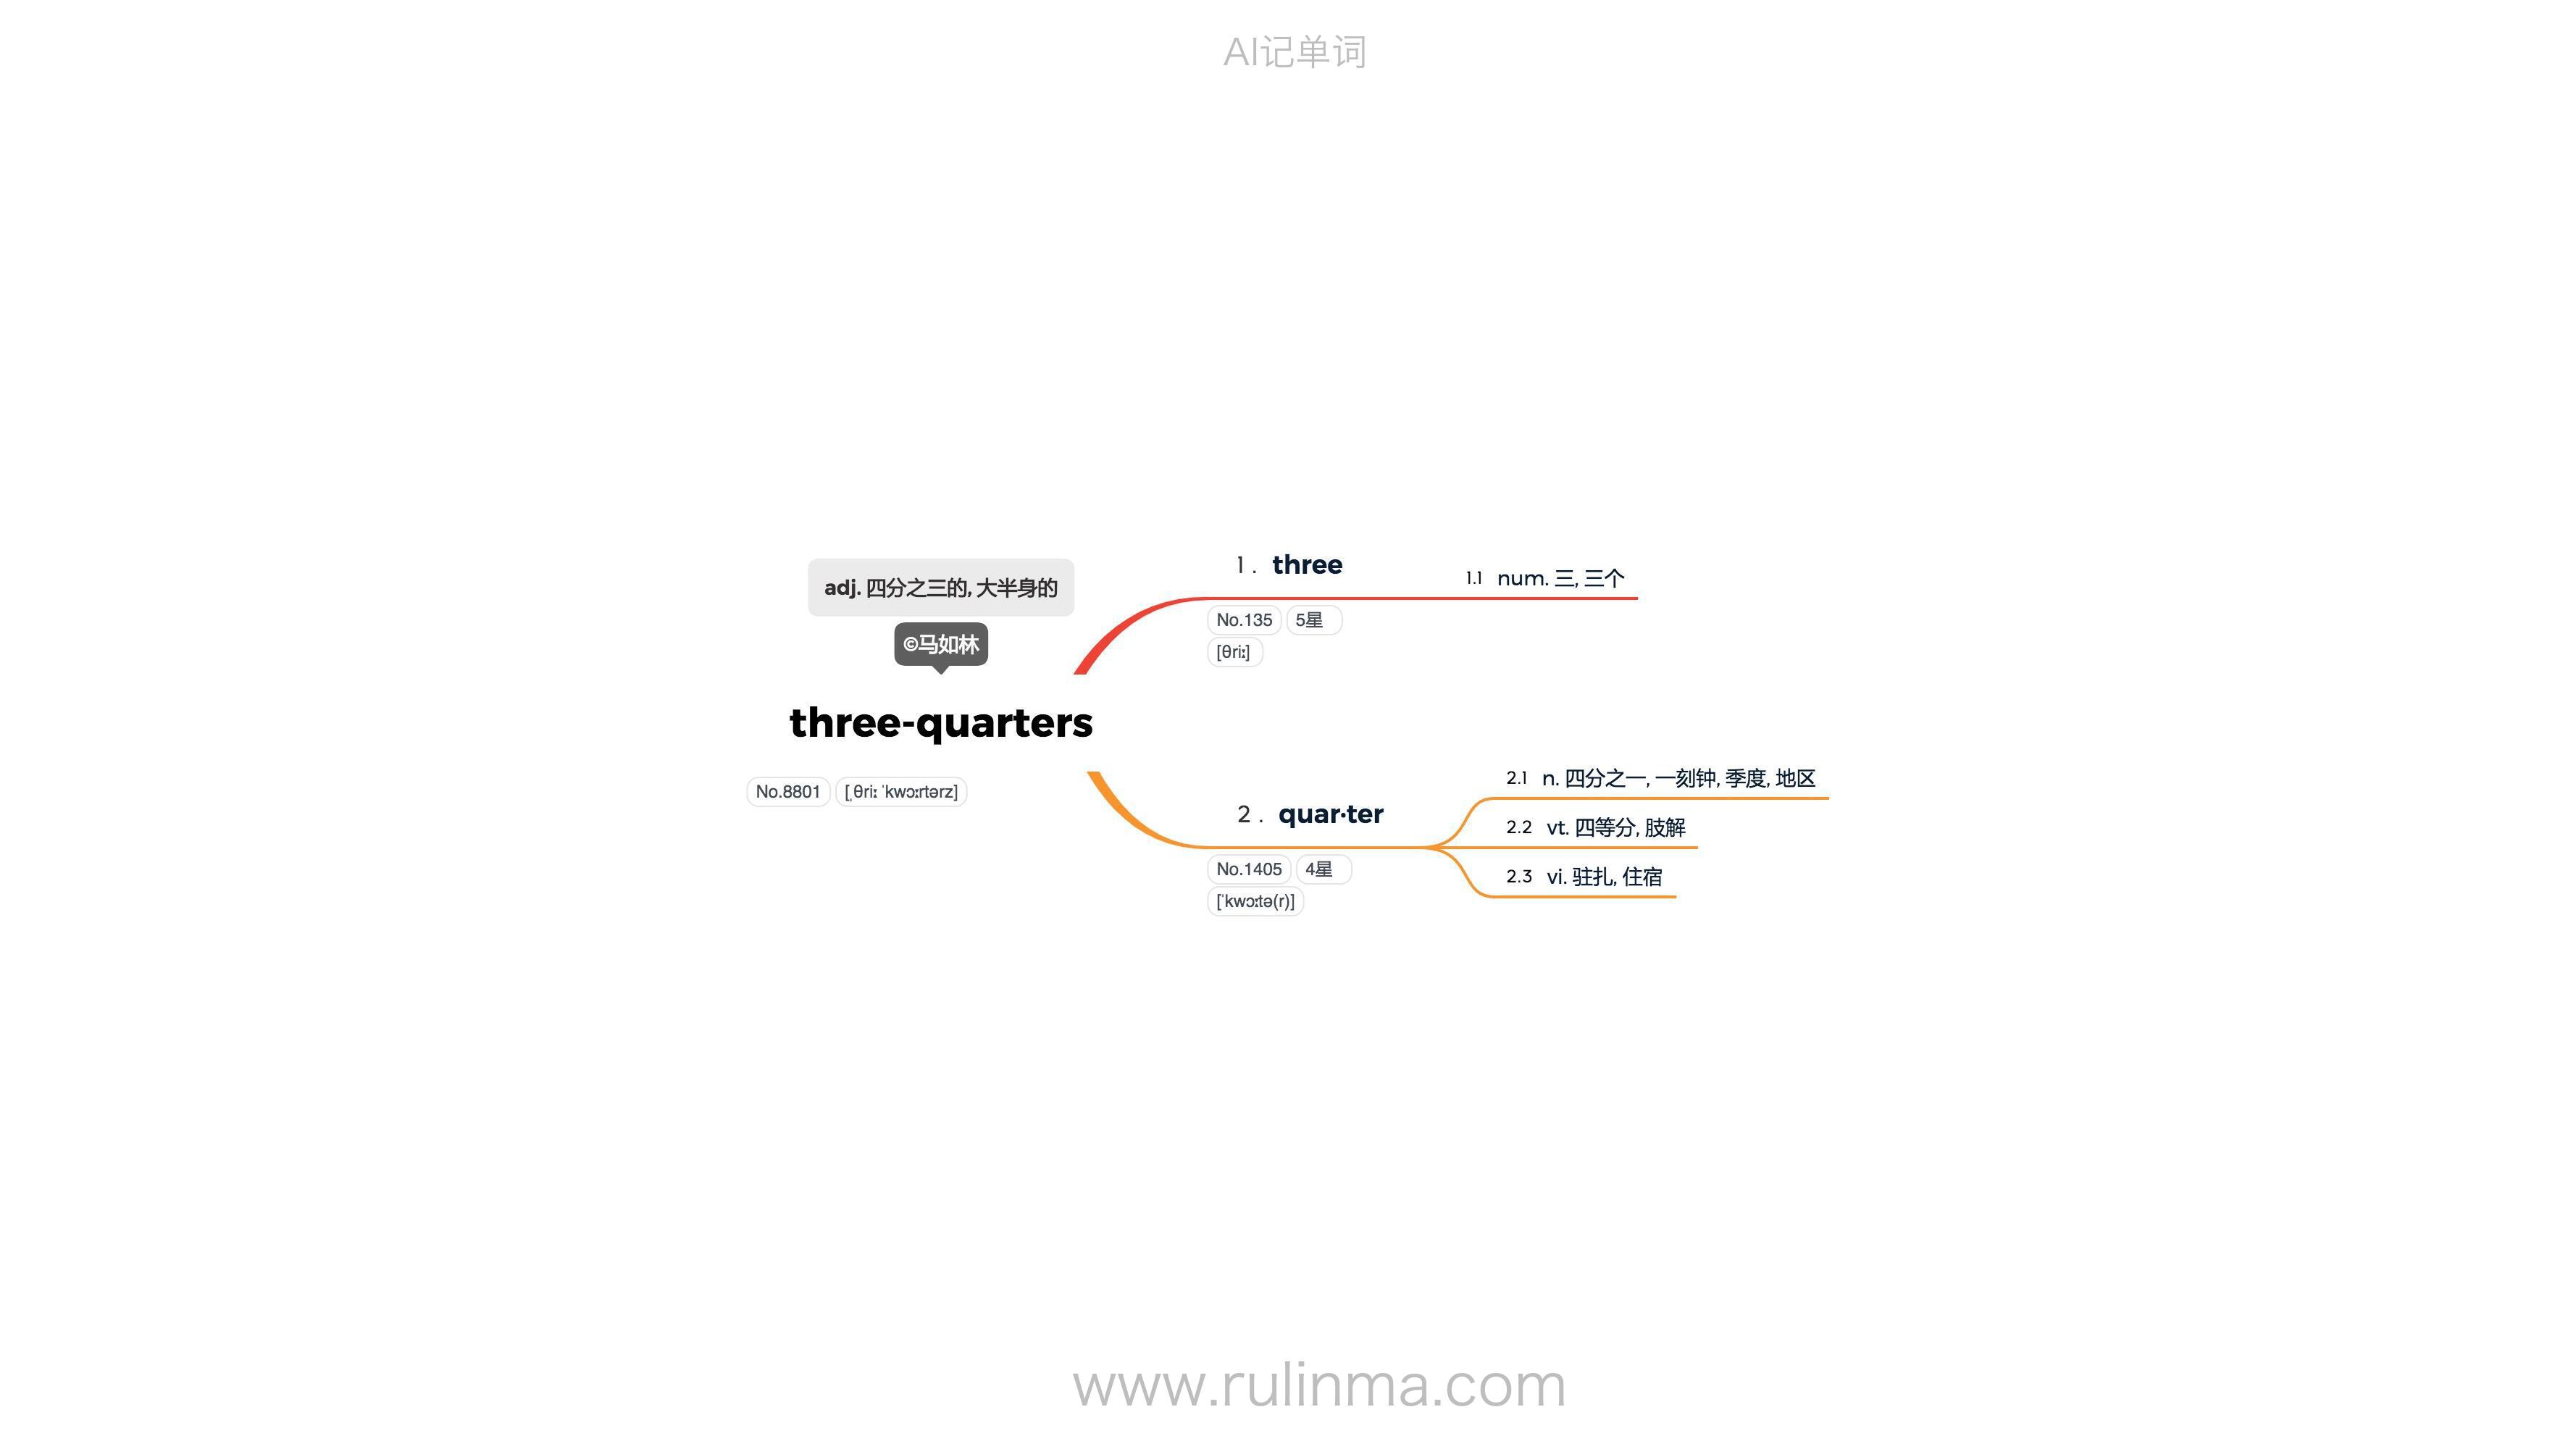 AI记单词
adj. 四分之三的, 大半身的
©马如林
three-quarters
No.8801 [ˌθriː ˈkwɔːrtərz]
1 . three
No.135 5星
[θriː]
1.1 num. 三, 三个
2 . quar·ter
No.1405 4星
[ˈkwɔːtə(r)]
2.1 n. 四分之一, 一刻钟, 季度, 地区
2.2 vt. 四等分, 肢解
2.3 vi. 驻扎, 住宿
www.rulinma.com